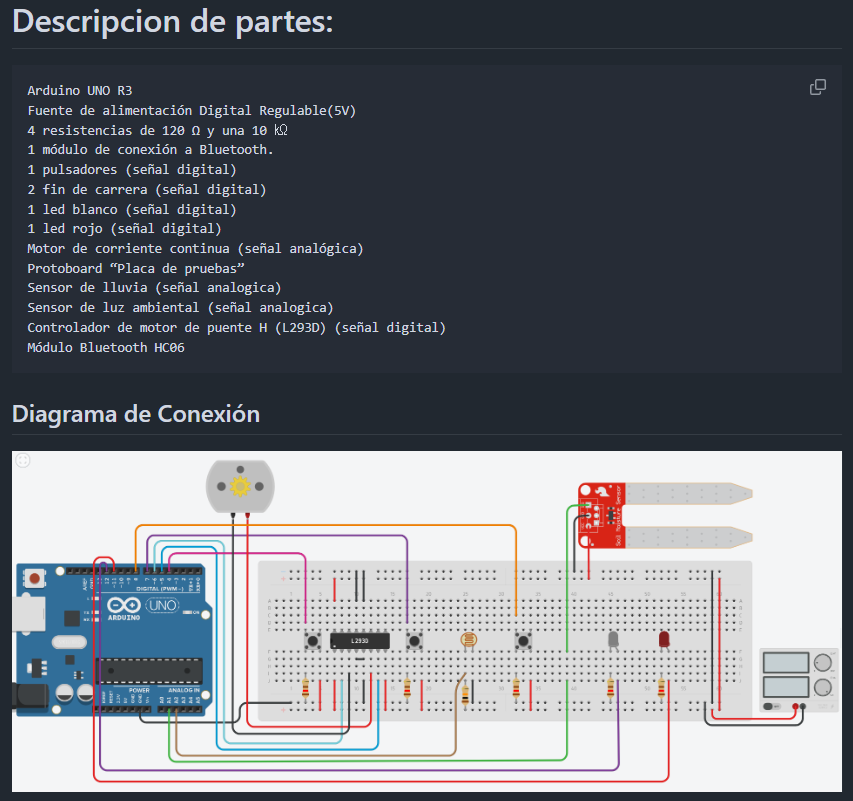 Descripcion de partes:
Arduino UNO R3
Fuente de alimentación Digital Regulable(5V)
4 resistencias de 120 Ω y una 10 kΩ
1 módulo de conexión a Bluetooth.
1 pulsadores (señal digital)
2 fin de carrera (señal digital)
1 led blanco (señal digital)
1 led rojo (señal digital)
Motor de corriente continua (señal analógica)
Protoboard “Placa de pruebas”
Sensor de lluvia (señal analogica)
Sensor de luz ambiental (señal analogica)
Controlador de motor de puente H (L293D) (señal digital)
Módulo Bluetooth HC06
Diagrama de Conexión
Soil Moisture Sensor
DIGITAL (PWM~)
UNO
ARDUINO
L293D
POWER
ANALOG IN